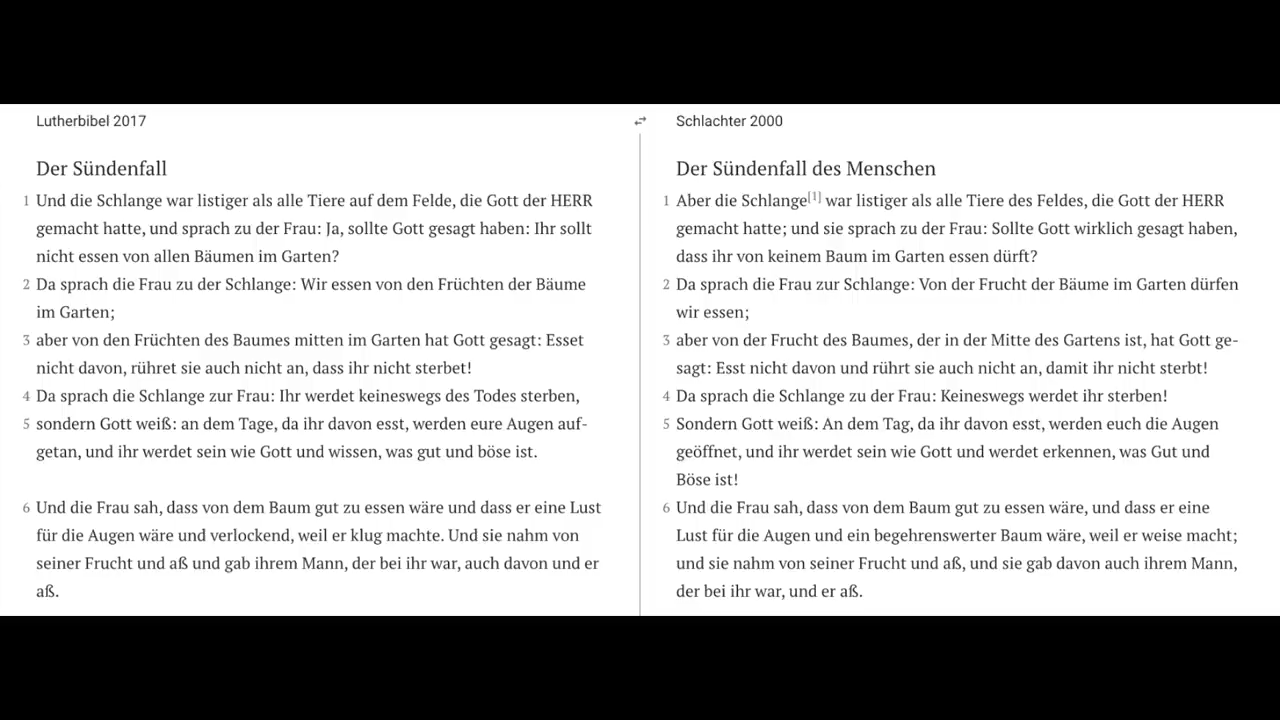 Lutherbibel 2017
Der Sündenfall
1 Und die Schlange war listiger als alle Tiere auf dem Felde, die Gott der HERR
gemacht hatte, und sprach zu der Frau: Ja, sollte Gott gesagt haben: Ihr sollt
nicht essen von allen Bäumen im Garten?
2 Da sprach die Frau zu der Schlange: Wir essen von den Früchten der Bäume
im Garten;
3 aber von den Früchten des Baumes mitten im Garten hat Gott gesagt: Esset
nicht davon, rühret sie auch nicht an, dass ihr nicht sterbet!
4 Da sprach die Schlange zur Frau: Ihr werdet keineswegs des Todes sterben,
5 sondern Gott weiß: an dem Tage, da ihr davon esst, werden eure Augen auf-
getan, und ihr werdet sein wie Gott und wissen, was gut und böse ist.
6 Und die Frau sah, dass von dem Baum gut zu essen wäre und dass er eine Lust
für die Augen wäre und verlockend, weil er klug machte. Und sie nahm von
seiner Frucht und aß und gab ihrem Mann, der bei ihr war, auch davon und er
aß.
Schlachter 2000
Der Sündenfall des Menschen
1 Aber die Schlange[1] war listiger als alle Tiere des Feldes, die Gott der HERR
gemacht hatte; und sie sprach zu der Frau: Sollte Gott wirklich gesagt haben,
dass ihr von keinem Baum im Garten essen dürft?
2 Da sprach die Frau zur Schlange: Von der Frucht der Bäume im Garten dürfen
wir essen;
3 aber von der Frucht des Baumes, der in der Mitte des Gartens ist, hat Gott ge-
sagt: Esst nicht davon und rührt sie auch nicht an, damit ihr nicht sterbt!
4 Da sprach die Schlange zu der Frau: Keineswegs werdet ihr sterben!
5 Sondern Gott weiß: An dem Tag, da ihr davon esst, werden euch die Augen
geöffnet, und ihr werdet sein wie Gott und werdet erkennen, was Gut und
Böse ist!
6 Und die Frau sah, dass von dem Baum gut zu essen wäre, und dass er eine
Lust für die Augen und ein begehrenswerter Baum wäre, weil er weise macht;
und sie nahm von seiner Frucht und aß, und sie gab davon auch ihrem Mann,
der bei ihr war, und er aß.